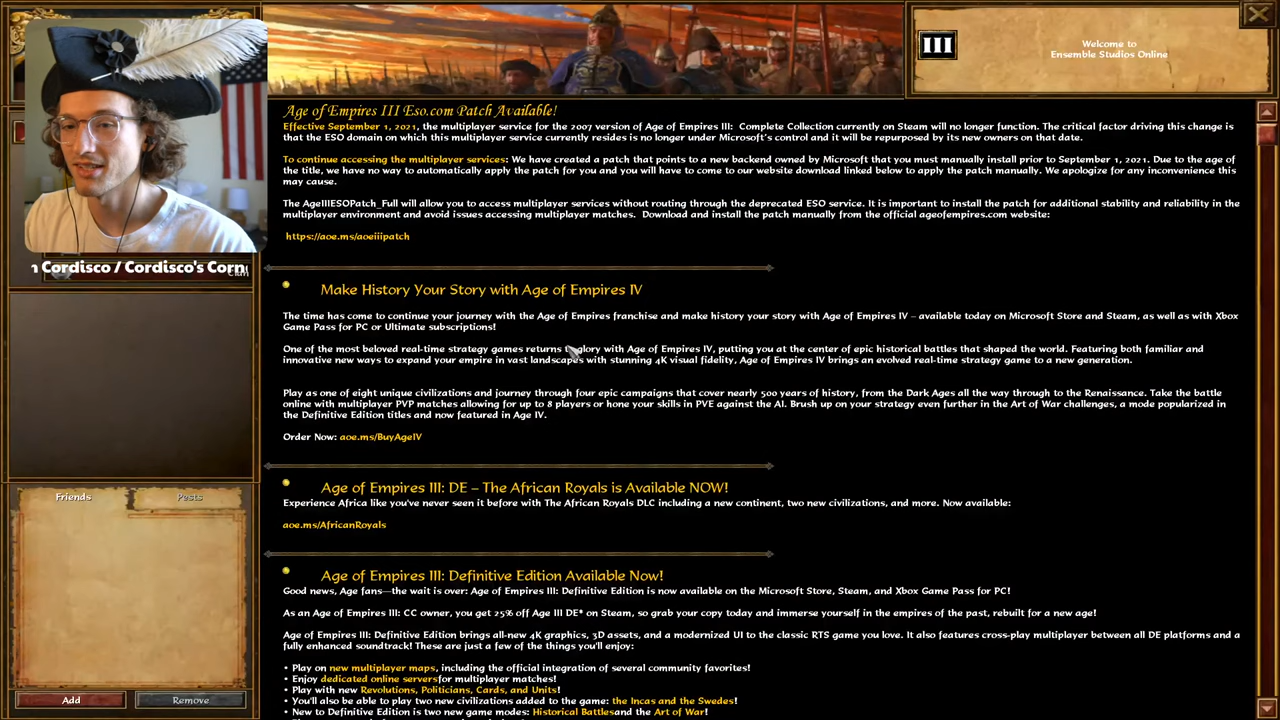 III
Welcome to
Ensemble Studios Online
Age of Empires III Eso.com Patch Available!
Effective September 1, 2021, the multiplayer service for the 2007 version of Age of Empires III:  Complete Collection currently on Steam will no longer function. The critical factor driving this change is
that the ESO domain on which this multiplayer service currently resides is no longer under Microsoft's control and it will be repurposed by its new owners on that date.
To continue accessing the multiplayer services: We have created a patch that points to a new backend owned by Microsoft that you must manually install prior to September 1, 2021. Due to the age of
the title, we have no way to automatically apply the patch for you and you will have to come to our website download linked below to apply the patch manually. We apologize for any inconvenience this
may cause.
The AgeIIIESOPatch_Full will allow you to access multiplayer services without routing through the deprecated ESO service. It is important to install the patch for additional stability and reliability in the
multiplayer environment and avoid issues accessing multiplayer matches.  Download and install the patch manually from the official ageofempires.com website:
https://aoe.ms/aoeiiipatch
Cordisco / Cordisco's Corn
Make History Your Story with Age of Empires IV
The time has come to continue your journey with the Age of Empires franchise and make history your story with Age of Empires IV – available today on Microsoft Store and Steam, as well as with Xbox
Game Pass for PC or Ultimate subscriptions!
One of the most beloved real-time strategy games returns to glory with Age of Empires IV, putting you at the center of epic historical battles that shaped the world. Featuring both familiar and
innovative new ways to expand your empire in vast landscapes with stunning 4K visual fidelity, Age of Empires IV brings an evolved real-time strategy game to a new generation.
Play as one of eight unique civilizations and journey through four epic campaigns that cover nearly 500 years of history, from the Dark Ages all the way through to the Renaissance. Take the battle
online with multiplayer PVP matches allowing for up to 8 players or hone your skills in PVE against the AI. Brush up on your strategy even further in the Art of War challenges, a mode popularized in
the Definitive Edition titles and now featured in Age IV.
Order Now: aoe.ms/BuyAgeIV
Age of Empires III: DE – The African Royals is Available NOW!
Experience Africa like you've never seen it before with The African Royals DLC including a new continent, two new civilizations, and more. Now available:
aoe.ms/AfricanRoyals
Age of Empires III: Definitive Edition Available Now!
Good news, Age fans—the wait is over: Age of Empires III: Definitive Edition is now available on the Microsoft Store, Steam, and Xbox Game Pass for PC!
As an Age of Empires III: CC owner, you get 25% off Age III DE* on Steam, so grab your copy today and immerse yourself in the empires of the past, rebuilt for a new age!
Age of Empires III: Definitive Edition brings all-new 4K graphics, 3D assets, and a modernized UI to the classic RTS game you love. It also features cross-play multiplayer between all DE platforms and a
fully enhanced soundtrack! These are just a few of the things you'll enjoy:
• Play on new multiplayer maps, including the official integration of several community favorites!
• Enjoy dedicated online serversfor multiplayer matches!
• Play with new Revolutions, Politicians, Cards, and Units!
• You'll also be able to play two new civilizations added to the game: the Incas and the Swedes!
• New to Definitive Edition is two new game modes: Historical Battlesand the Art of War!
Friends
Pests
Add
Remove